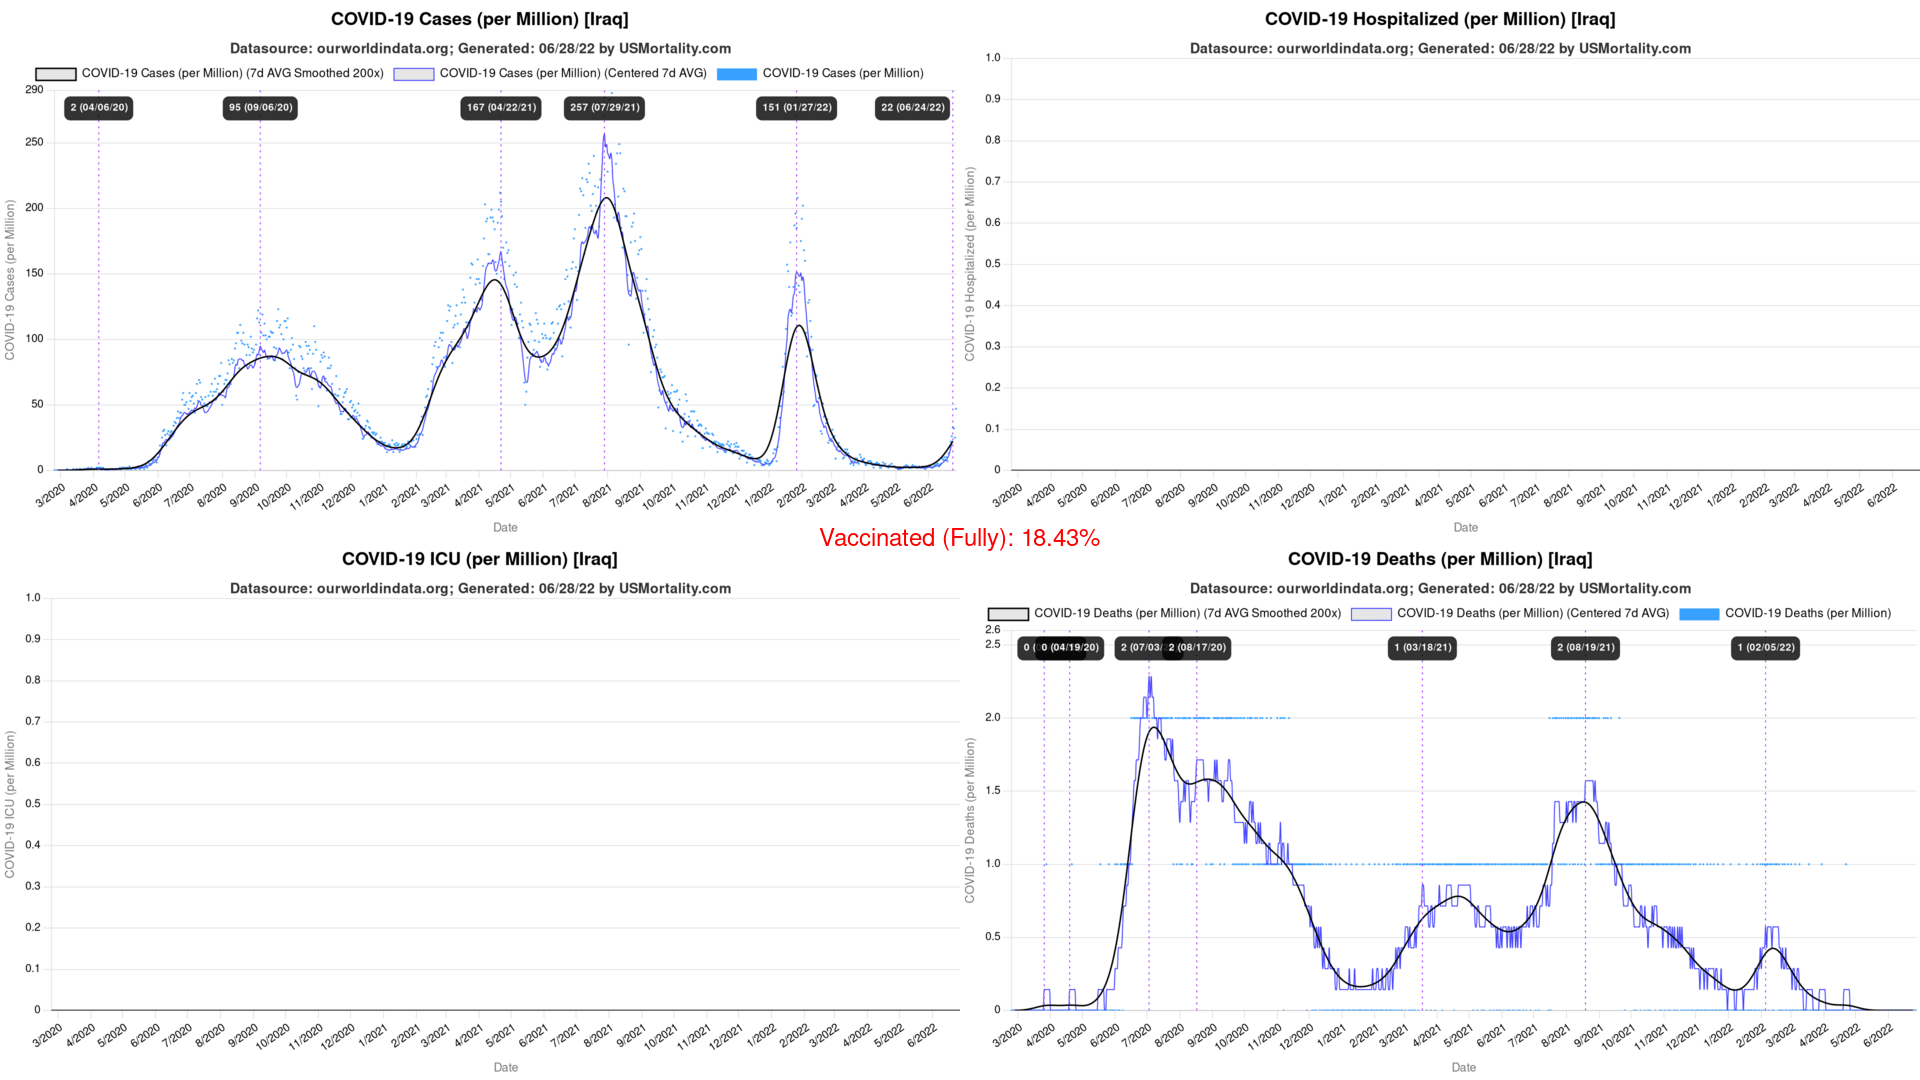 COVID-19 Cases (per Million) [Iraq]
Datasource: ourworldindata.org; Generated: 06/28/22 by USMortality.com
COVID-19 Cases (per Million) (7d AVG Smoothed 200x)
COVID-19 Cases (per Million) (Centered 7d AVG)
COVID-19 Cases (per Million)
2 (04/06/20)
95 (09/06/20)
167 (04/22/21)
257 (07/29/21)
151 (01/27/22)
22 (06/24/22)
290
250
200
150
100
50
0
COVID-19 Cases (per Million)
3/2020 4/2020 5/2020 6/2020 7/2020 8/2020 9/2020 10/2020 11/2020 12/2020 1/2021 2/2021 3/2021 4/2021 5/2021 6/2021 7/2021 8/2021 9/2021 10/2021 11/2021 12/2021 1/2022 2/2022 3/2022 4/2022 5/2022 6/2022
Date
COVID-19 Hospitalized (per Million) [Iraq]
Datasource: ourworldindata.org; Generated: 06/28/22 by USMortality.com
1.0
0.9
0.8
0.7
0.6
0.5
0.4
0.3
0.2
0.1
0
COVID-19 Hospitalized (per Million)
3/2020 4/2020 5/2020 6/2020 7/2020 8/2020 9/2020 10/2020 11/2020 12/2020 1/2021 2/2021 3/2021 4/2021 5/2021 6/2021 7/2021 8/2021 9/2021 10/2021 11/2021 12/2021 1/2022 2/2022 3/2022 4/2022 5/2022 6/2022
Date
Vaccinated (Fully): 18.43%
COVID-19 ICU (per Million) [Iraq]
Datasource: ourworldindata.org; Generated: 06/28/22 by USMortality.com
1.0
0.9
0.8
0.7
0.6
0.5
0.4
0.3
0.2
0.1
0
COVID-19 ICU (per Million)
3/2020 4/2020 5/2020 6/2020 7/2020 8/2020 9/2020 10/2020 11/2020 12/2020 1/2021 2/2021 3/2021 4/2021 5/2021 6/2021 7/2021 8/2021 9/2021 10/2021 11/2021 12/2021 1/2022 2/2022 3/2022 4/2022 5/2022 6/2022
Date
COVID-19 Deaths (per Million) [Iraq]
Datasource: ourworldindata.org; Generated: 06/28/22 by USMortality.com
COVID-19 Deaths (per Million) (7d AVG Smoothed 200x)
COVID-19 Deaths (per Million) (Centered 7d AVG)
COVID-19 Deaths (per Million)
0 (
0 (04/19/20)
2 (07/03/
2 (08/17/20)
1 (03/18/21)
2 (08/19/21)
1 (02/05/22)
2.6
2.5
2.0
1.5
1.0
0.5
0
COVID-19 Deaths (per Million)
3/2020 4/2020 5/2020 6/2020 7/2020 8/2020 9/2020 10/2020 11/2020 12/2020 1/2021 2/2021 3/2021 4/2021 5/2021 6/2021 7/2021 8/2021 9/2021 10/2021 11/2021 12/2021 1/2022 2/2022 3/2022 4/2022 5/2022 6/2022
Date